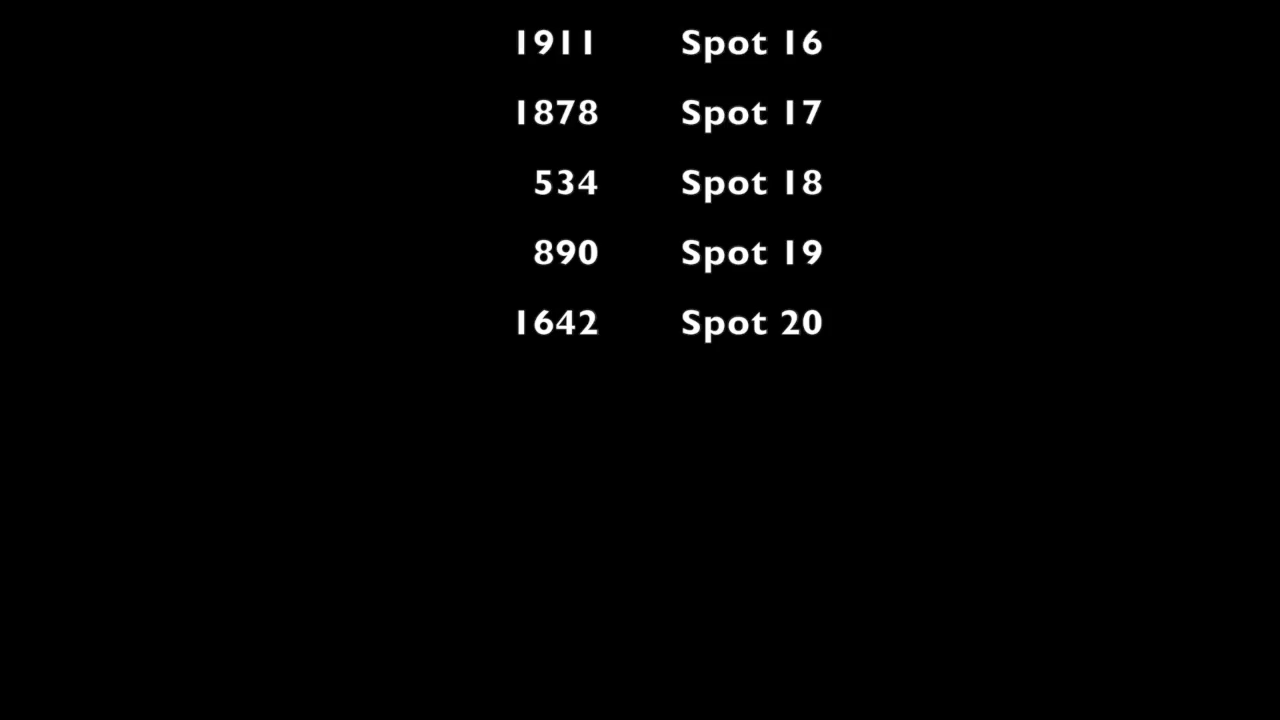 1911 Spot 16
1878 Spot 17
534 Spot 18
890 Spot 19
1642 Spot 20